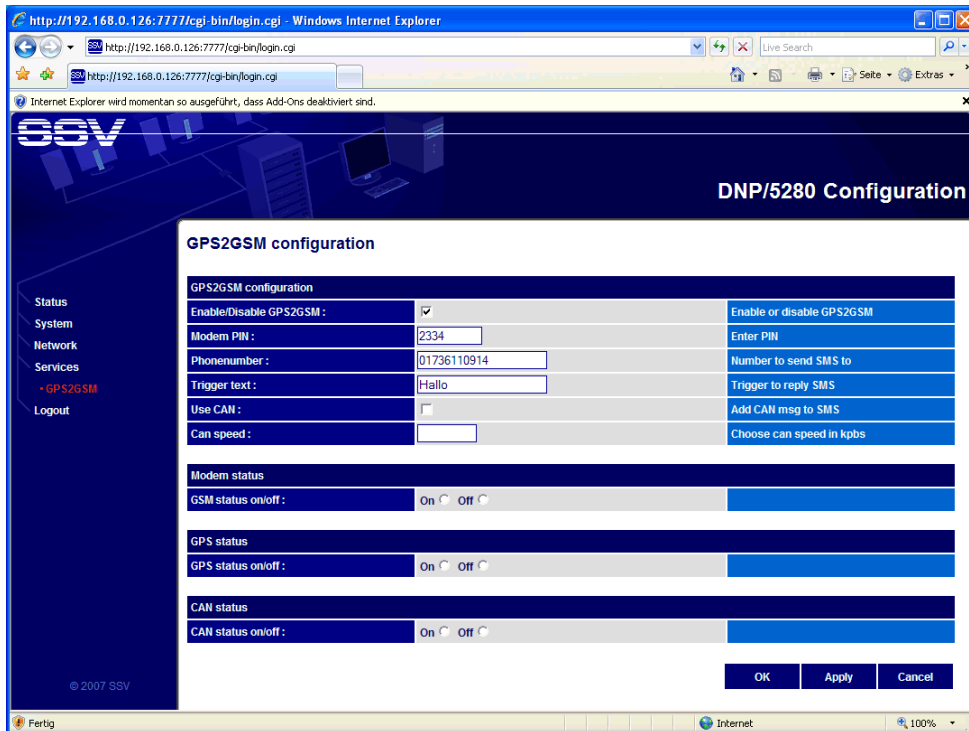 http://192.168.0.126:7777/cgi-bin/login.cgi - Windows Internet Explorer
http://192.168.0.126:7777/cgi-bin/login.cgi
Live Search
http://192.168.0.126:7777/cgi-bin/login.cgi
Seite
Extras
Internet Explorer wird momentan so ausgeführt, dass Add-Ons deaktiviert sind.
SSV
DNP/5280 Configuration
Status
System
Network
Services
GPS2GSM
Logout
© 2007 SSV
GPS2GSM configuration
GPS2GSM configuration
Enable/Disable GPS2GSM : Enable or disable GPS2GSM
Modem PIN : 2334 Enter PIN
Phonenumber : 01736110914 Number to send SMS to
Trigger text : Hallo Trigger to reply SMS
Use CAN : Add CAN msg to SMS
Can speed : Choose can speed in kpbs
Modem status
GSM status on/off : On Off
GPS status
GPS status on/off : On Off
CAN status
CAN status on/off : On Off
OK Apply Cancel
Fertig Internet 100%